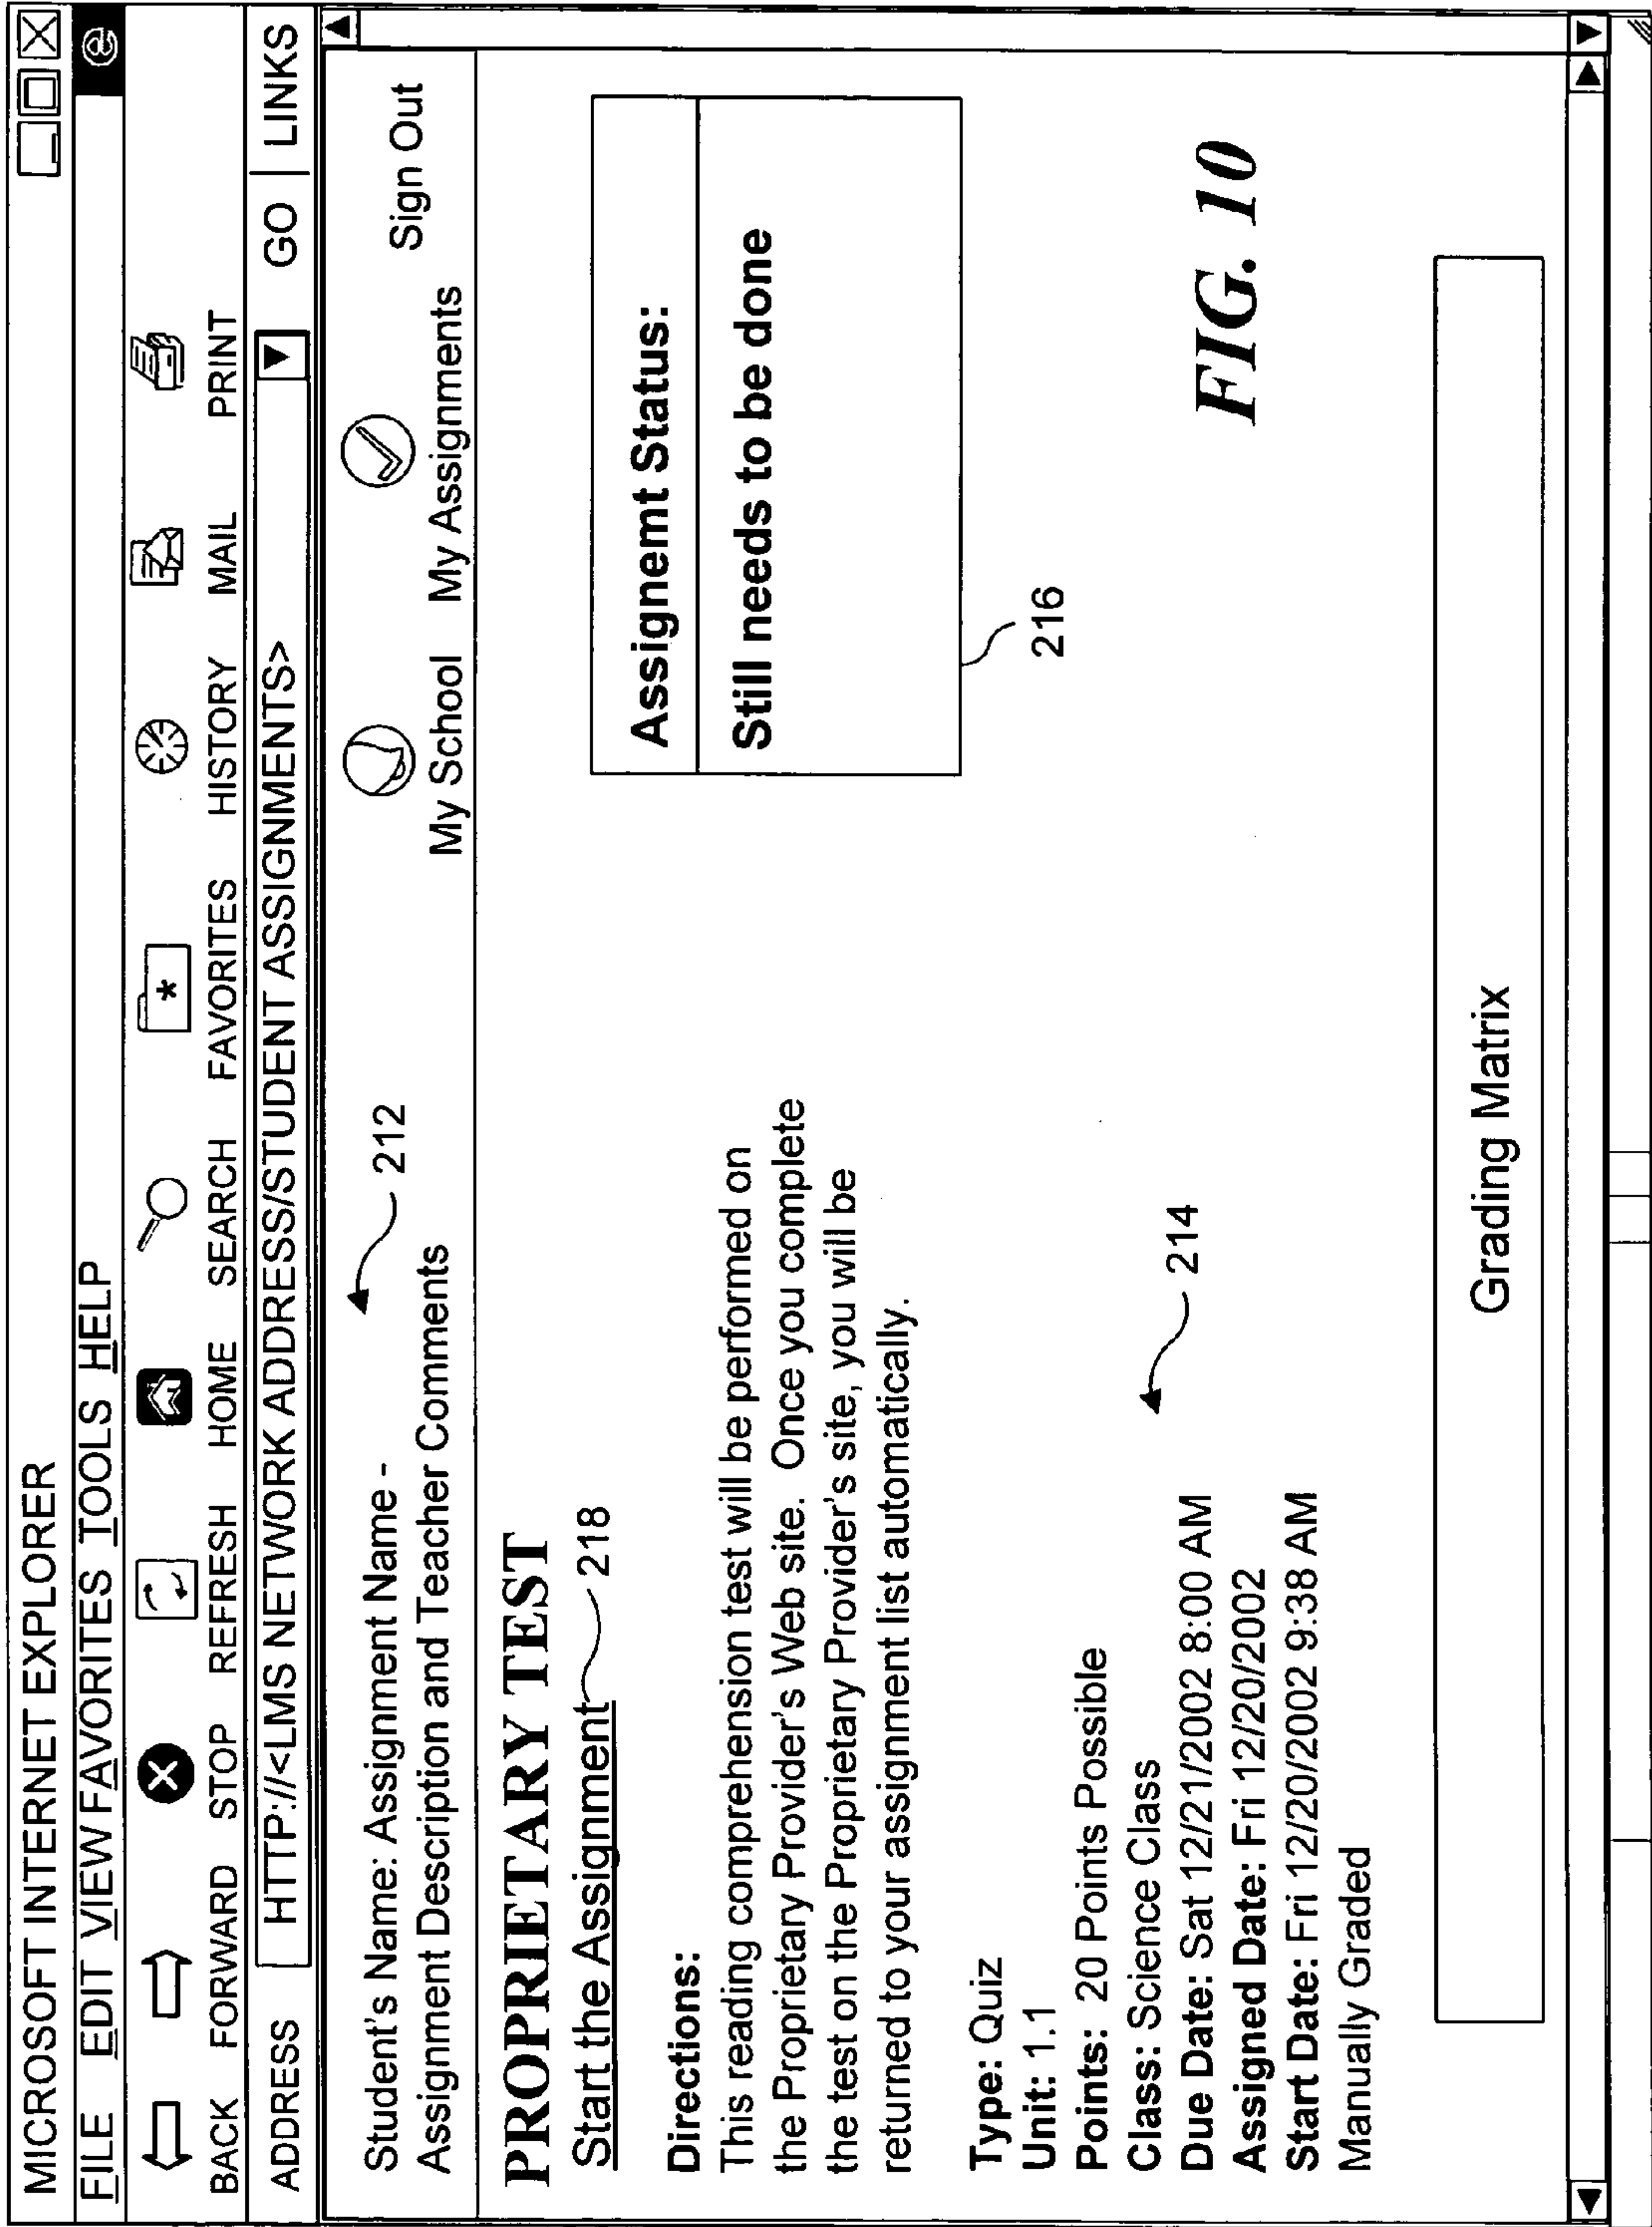 MICROSOFT INTERNET EXPLORER
FILE EDIT VIEW FAVORITES TOOLS HELP
e
BACK FORWARD STOP REFRESH HOME SEARCH FAVORITES HISTORY MAIL PRINT
ADDRESS HTTP://<LMS NETWORK ADDRESS/STUDENT ASSIGNMENTS> GO LINKS
Student's Name: Assignment Name -
Assignment Description and Teacher Comments
212
My School My Assignments Sign Out
PROPRIETARY TEST
Start the Assignment 218
Directions:
This reading comprehension test will be performed on
the Proprietary Provider's Web site. Once you complete
the test on the Proprietary Provider's site, you will be
returned to your assignment list automatically.
Assignemt Status:
Still needs to be done
216
Type: Quiz
Unit: 1.1
Points: 20 Points Possible
Class: Science Class
Due Date: Sat 12/21/2002 8:00 AM
Assigned Date: Fri 12/20/2002
Start Date: Fri 12/20/2002 9:38 AM
Manually Graded
214
FIG. 10
Grading Matrix